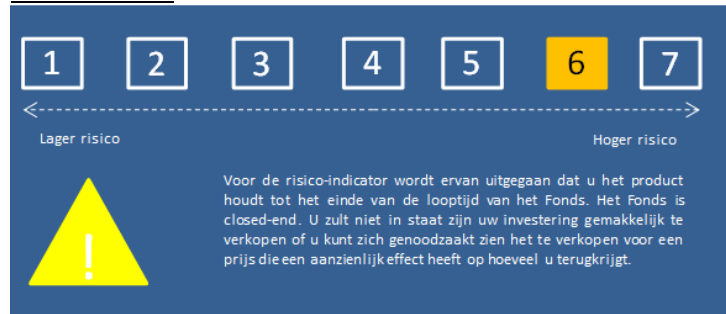 1 2 3 4 5 6 7
Lager risico Hoger risico
!
Voor de risico-indicator wordt ervan uitgegaan dat u het product
houdt tot het einde van de looptijd van het Fonds. Het Fonds is
closed-end. U zult niet in staat zijn uw investering gemakkelijk te
verkopen of u kunt zich genoodzaakt zien het te verkopen voor een
prijs die een aanzienlijk effect heeft op hoeveel u terugkrijgt.